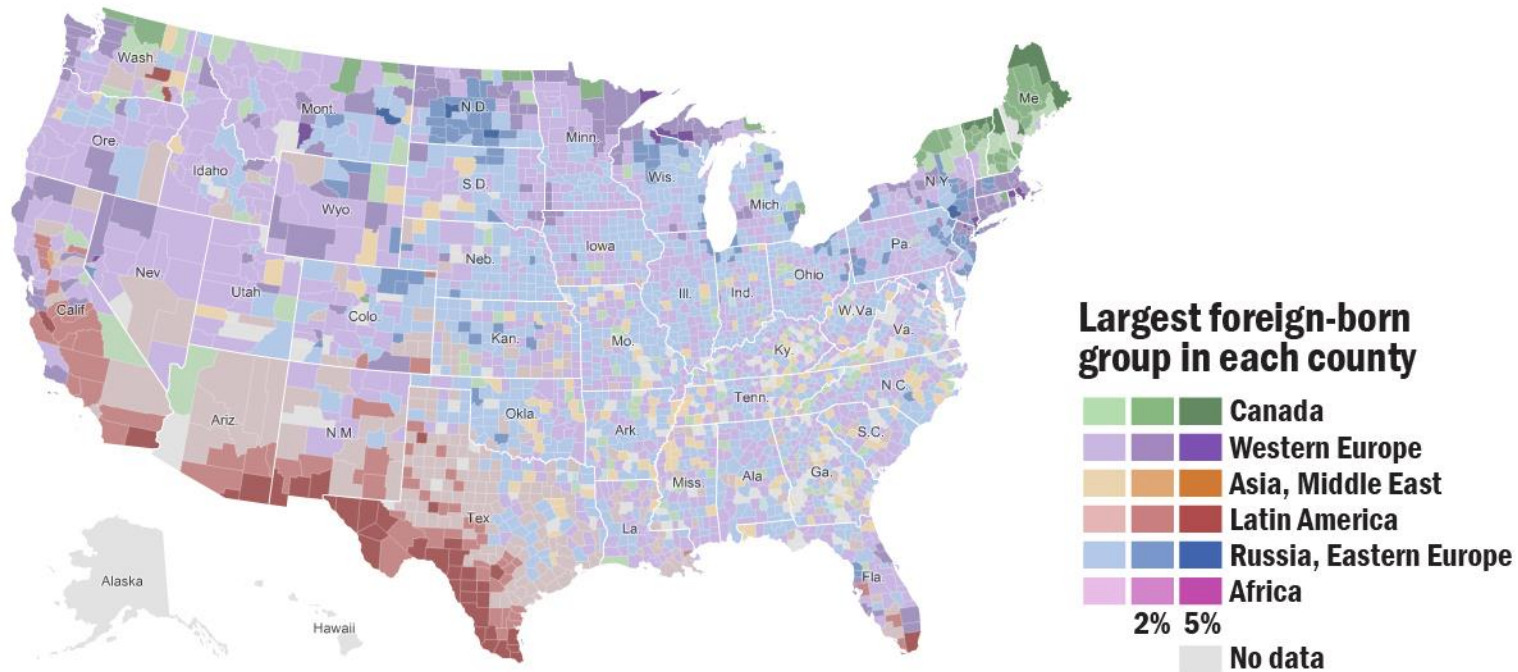 Wash.
Mont.
N.D.
Minn.
Me
Ore.
Idaho
S.D.
Wis.
Mich.
N.Y.
Wyo.
Iowa
Pa.
Neb.
Nev.
Utah
Colo.
Ill.
Ind.
Ohio
W.Va.
Va.
Calif.
Kan.
Mo.
Ky.
Ariz.
N.M.
Okla.
Ark.
Tenn.
N.C.
S.C.
Tex.
La.
Miss.
Ala.
Ga.
Fla.
Alaska
Hawaii
Largest foreign-born
group in each county
Canada
Western Europe
Asia, Middle East
Latin America
Russia, Eastern Europe
Africa
2% 5%
No data